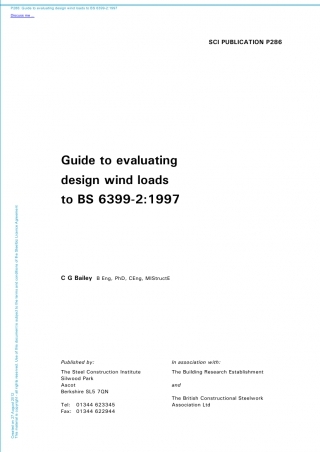 P286: Guide to evaluating design wind loads to BS 6399-2:1997
Discuss me ...
SCI PUBLICATION P286
Guide to evaluating
design wind loads
to BS 6399-2:1997
C G Bailey B Eng, PhD, CEng, MIStructE
Published by:
The Steel Construction Institute
Silwood Park
Ascot
Berkshire SL5 7QN
Tel: 01344 623345
Fax: 01344 622944
In association with:
The Building Research Establishment
and
The British Constructional Steelwork
Association Ltd
Created on 27 August 2012
This material is copyright - all rights reserved. Use of this document is subject to the terms and conditions of the Steelbiz Licence Agreement